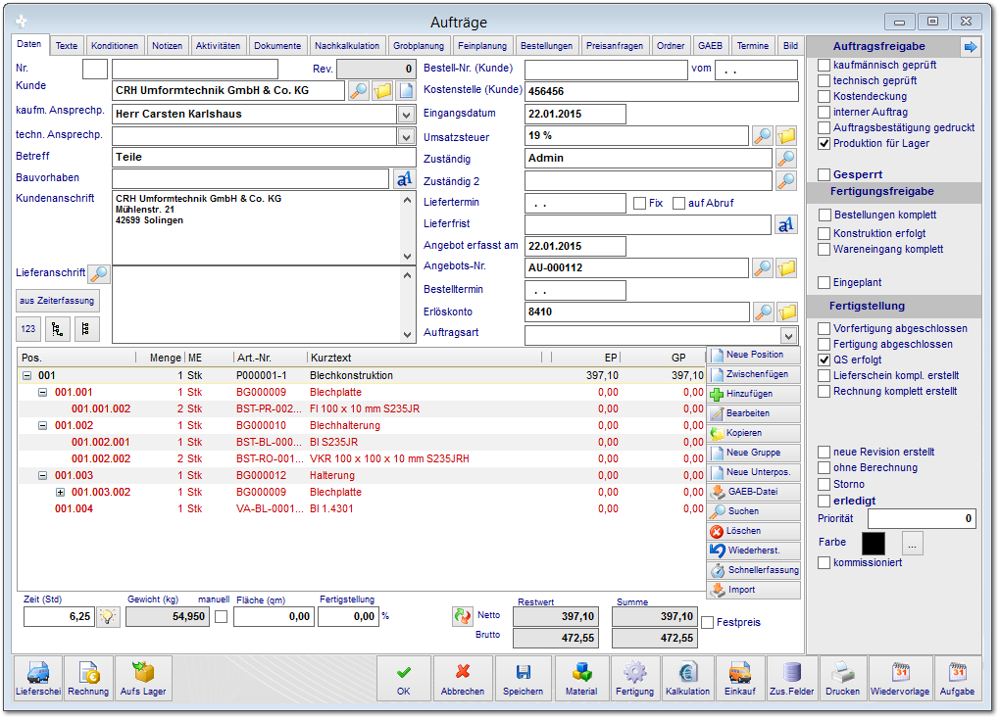 Aufträge
Daten Texte Konditionen Notizen Aktivitäten Dokumente Nachkalkulation Grobplanung Feinplanung Bestellungen Preisanfragen Ordner GAEB Termine Bild
Nr. Rev. 0
Kunde CRH Umformtechnik GmbH & Co. KG
kaufm. Ansprechp. Herr Carsten Karlshaus
techn. Ansprechp.
Betreff Teile
Bauvorhaben
Kundenanschrift CRH Umformtechnik GmbH & Co. KG
Mühlenstr. 21
42699 Solingen
Lieferanschrift
aus Zeiterfassung
123
Bestell-Nr. (Kunde) vom . .
Kostenstelle (Kunde) 456456
Eingangsdatum 22.01.2015
Umsatzsteuer 19 %
Zuständig Admin
Zuständig 2
Liefertermin . . Fix auf Abruf
Lieferfrist
Angebot erfasst am 22.01.2015
Angebots-Nr. AU-000112
Bestelltermin . .
Erlöskonto 8410
Auftragsart
Auftragsfreigabe
kaufmännisch geprüft
technisch geprüft
Kostendeckung
interner Auftrag
Auftragsbestätigung gedruckt
Produktion für Lager
Gesperrt
Fertigungsfreigabe
Bestellungen komplett
Konstruktion erfolgt
Wareneingang komplett
Eingeplant
Fertigstellung
Vorfertigung abgeschlossen
Fertigung abgeschlossen
QS erfolgt
Lieferschein kompl. erstellt
Rechnung komplett erstellt
neue Revision erstellt
ohne Berechnung
Storno
erledigt
Priorität 0
Farbe ...
kommissioniert
Pos. Menge ME Art.-Nr. Kurztext EP GP
001 1 Stk P000001-1 Blechkonstruktion 397,10 397,10
001.001 1 Stk BG000009 Blechplatte 0,00 0,00
001.001.002 2 Stk BST-PR-002... Fl 100 x 10 mm S235JR 0,00 0,00
001.002 1 Stk BG000010 Blechhalterung 0,00 0,00
001.002.001 1 Stk BST-BL-000... Bl S235JR 0,00 0,00
001.002.002 2 Stk BST-RO-001... VKR 100 x 100 x 10 mm S235JRH 0,00 0,00
001.003 1 Stk BG000012 Halterung 0,00 0,00
001.003.002 1 Stk BG000009 Blechplatte 0,00 0,00
001.004 1 Stk VA-BL-0001... Bl 1.4301 0,00 0,00
Neue Position
Zwischenfügen
Hinzufügen
Bearbeiten
Kopieren
Neue Gruppe
Neue Unterpos.
GAEB-Datei
Suchen
Löschen
Wiederherst.
Schnellerfassung
Import
Zeit (Std) Gewicht (kg) manuell Fläche (qm) Fertigstellung Restwert Summe
6,25 54,950 0,00 0,00 % Netto 397,10 397,10 Festpreis
Brutto 472,55 472,55
Lieferschei Rechnung Aufs Lager OK Abbrechen Speichern Material Fertigung Kalkulation Einkauf Zus.Felder Drucken Wiedervorlage Aufgabe